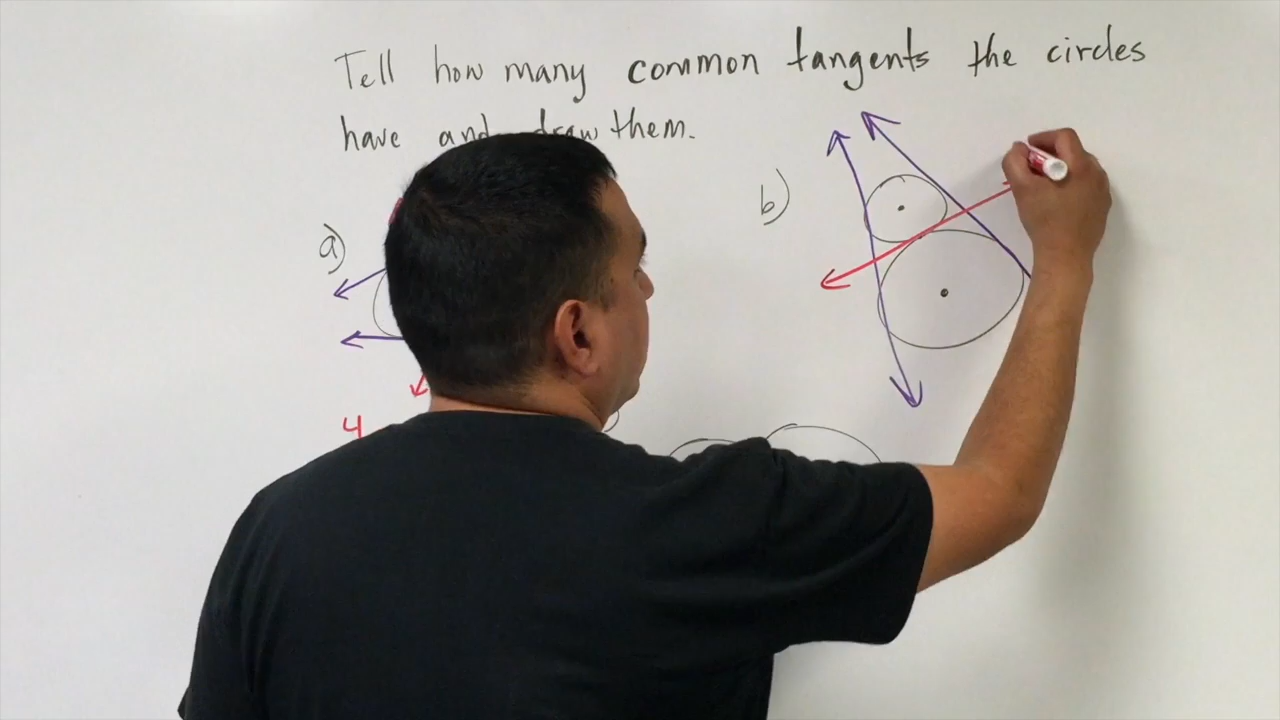 Tell how many common tangents the circles
have and draw them.
a)
b)
4